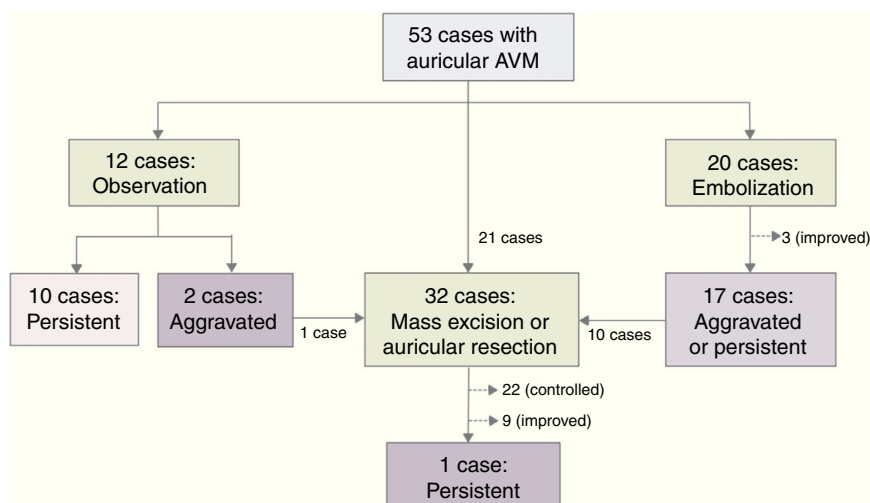 53 cases with
auricular AVM
12 cases:
Observation
20 cases:
Embolization
21 cases
3 (improved)
10 cases:
Persistent
2 cases:
Aggravated
1 case
32 cases:
Mass excision or
auricular resection
10 cases
17 cases:
Aggravated
or persistent
22 (controlled)
9 (improved)
1 case:
Persistent